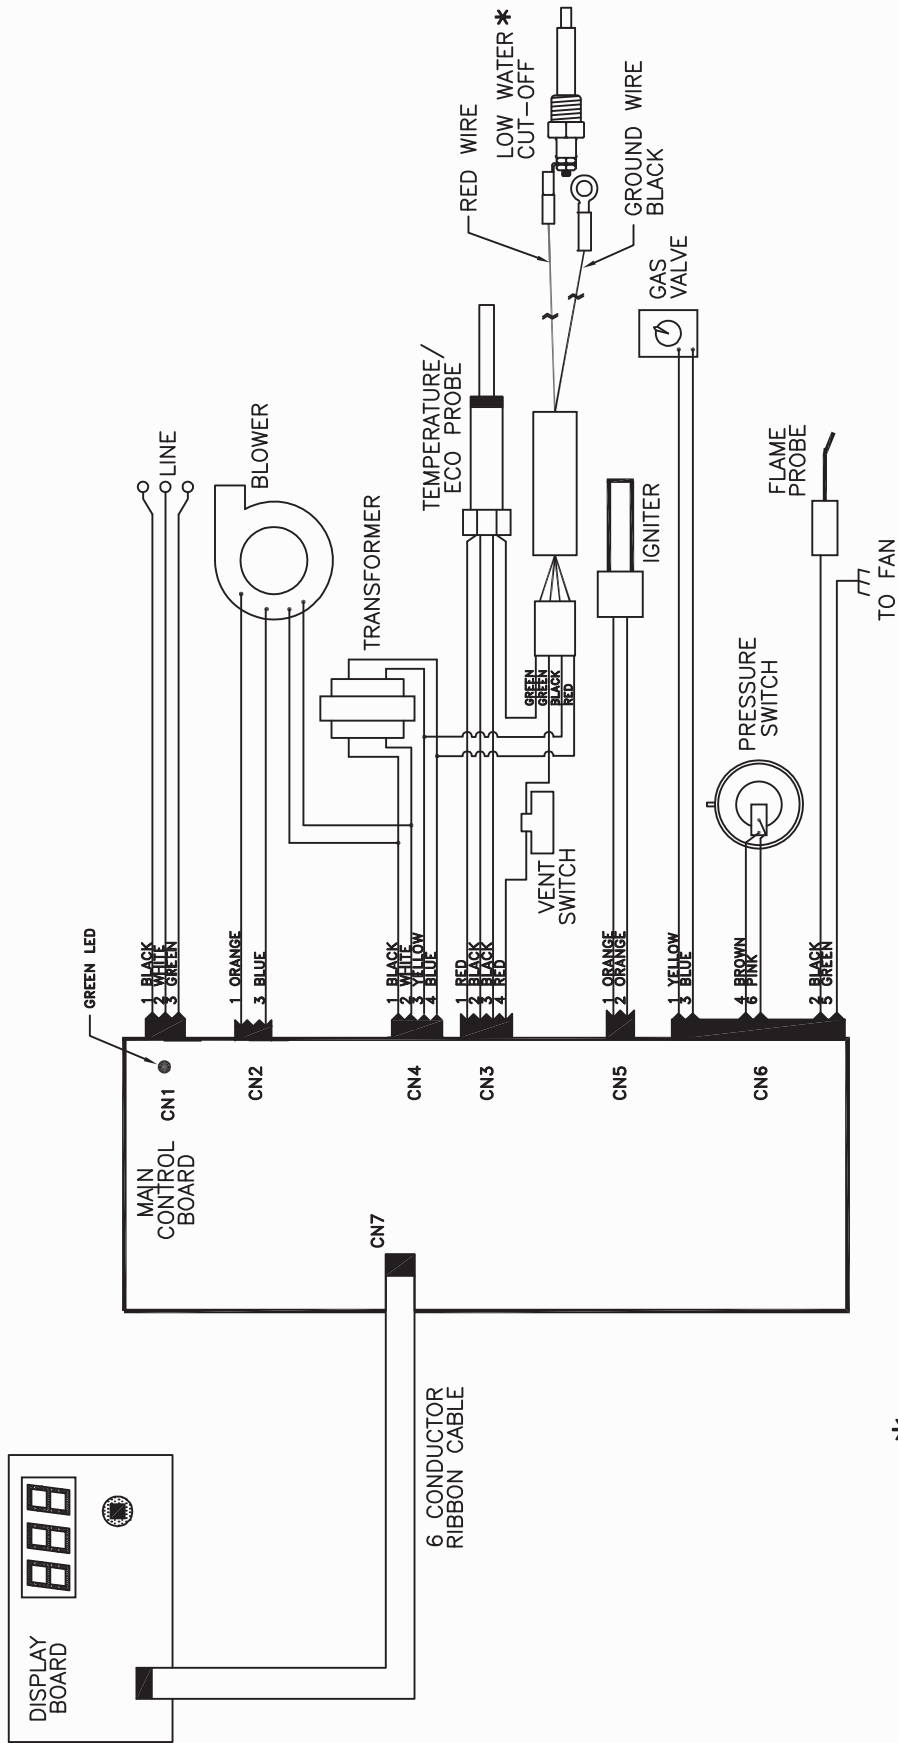 DISPLAY
BOARD
6 CONDUCTOR
RIBBON CABLE
CN7
MAIN
CONTROL
BOARD
GREEN LED
CN1
1 BLACK
2 WHITE
3 GREEN
LINE
CN2
1 ORANGE
3 BLUE
BLOWER
CN4
1 BLACK
2 WHITE
3 YELLOW
4 BLUE
TRANSFORMER
CN3
1 RED
2 BLACK
3 BLACK
4 RED
TEMPERATURE/
ECO PROBE
VENT
SWITCH
GREEN
GREEN
BLACK
RED
RED WIRE
LOW WATER*
CUT-OFF
GROUND WIRE
BLACK
CN5
1 ORANGE
2 ORANGE
IGNITER
CN6
1 YELLOW
3 BLUE
GAS
VALVE
4 BROWN
6 PINK
PRESSURE
SWITCH
2 BLACK
5 GREEN
FLAME
PROBE
TO FAN
*